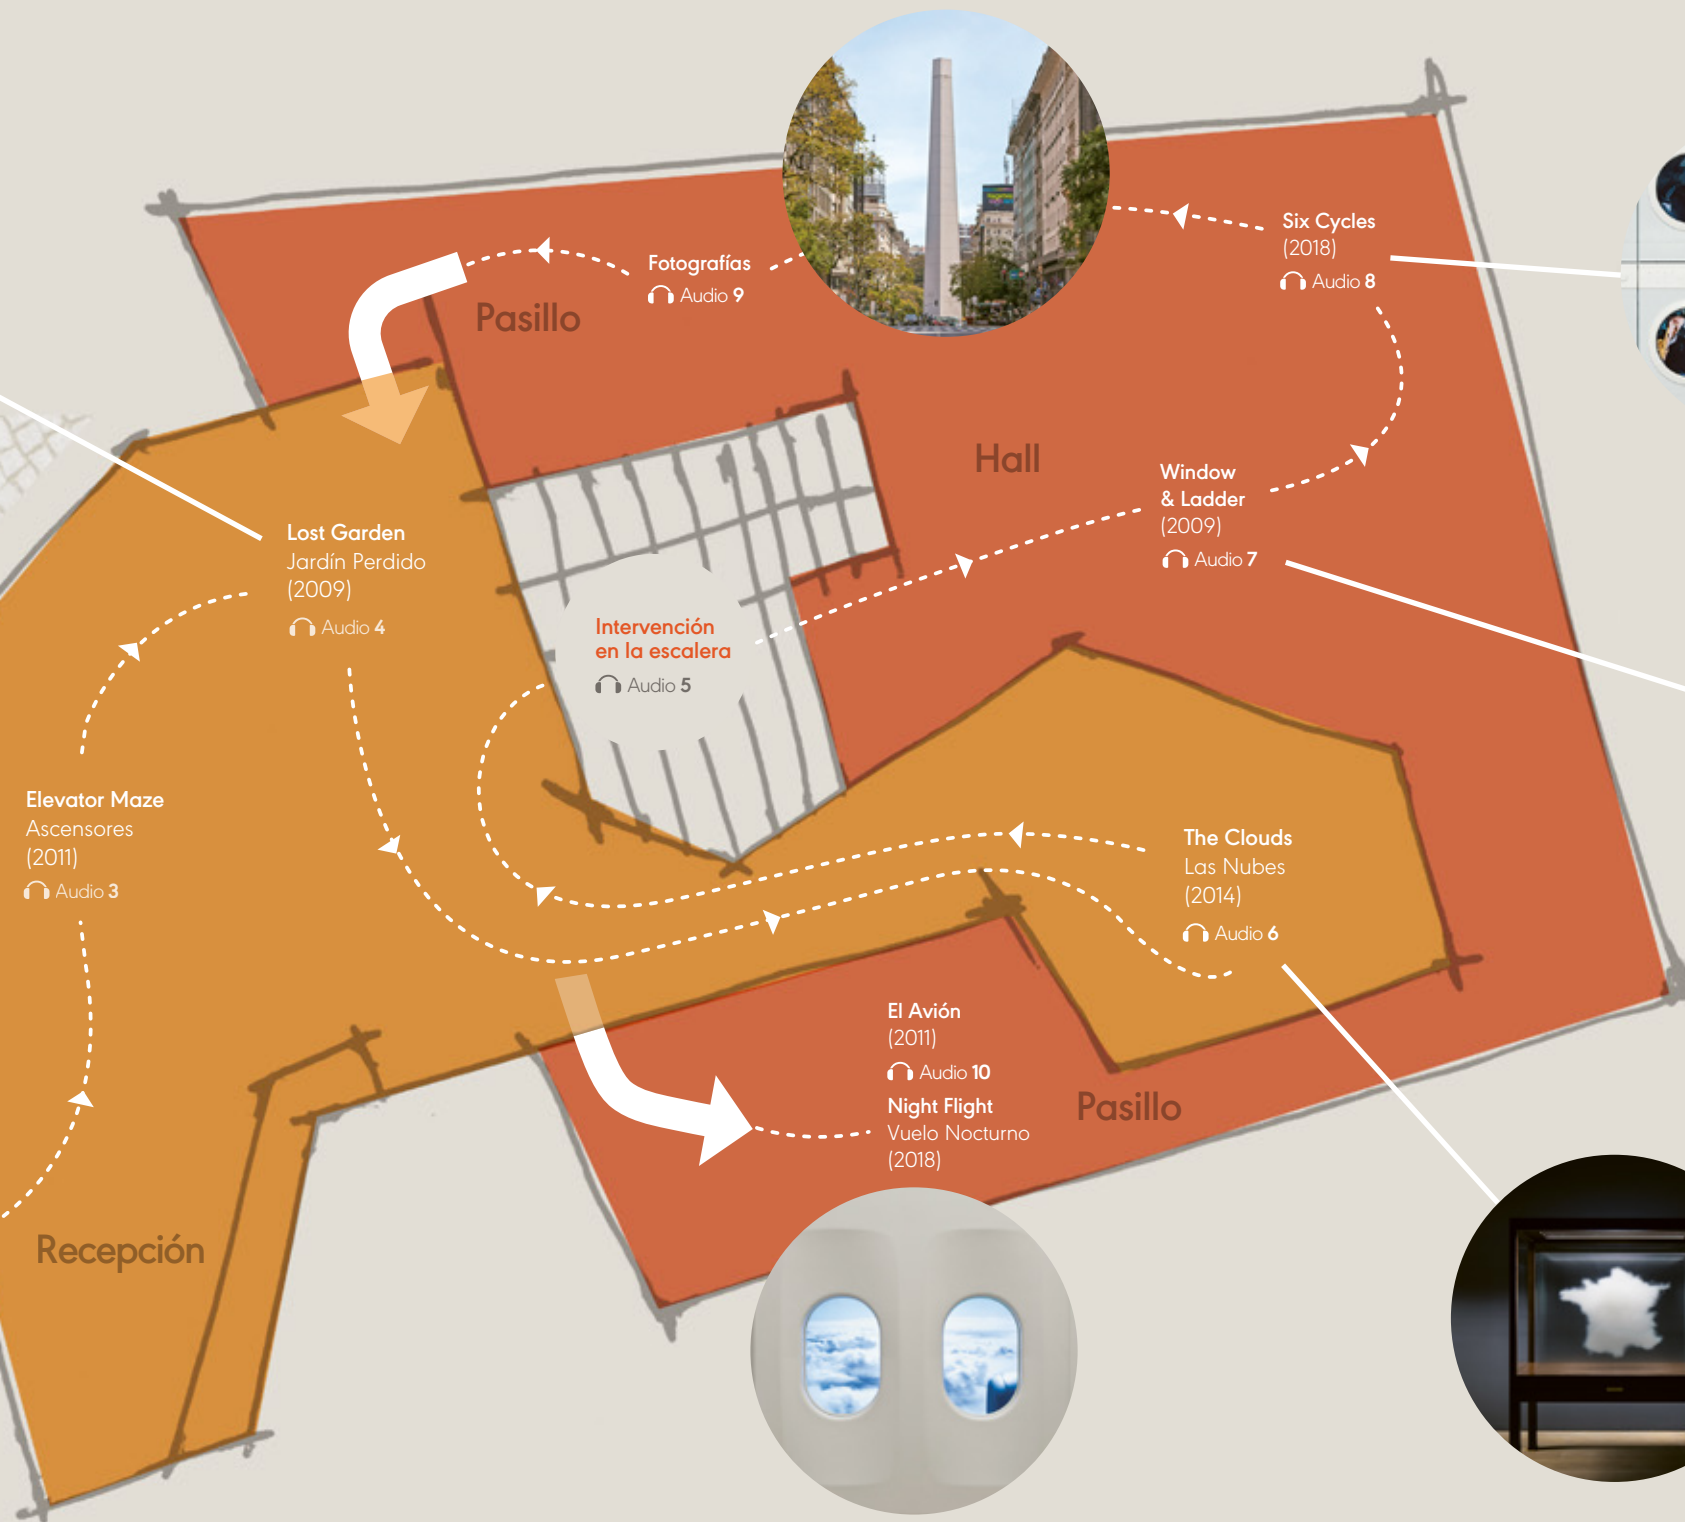 Six Cycles
(2018)
Audio 8
Fotografías
Audio 9
Pasillo
Hall
Window
& Ladder
(2009)
Audio 7
Lost Garden
Jardín Perdido
(2009)
Audio 4
Intervención
en la escalera
Audio 5
Elevator Maze
Ascensores
(2011)
Audio 3
The Clouds
Las Nubes
(2014)
Audio 6
El Avión
(2011)
Audio 10
Night Flight
Vuelo Nocturno
(2018)
Pasillo
Recepción